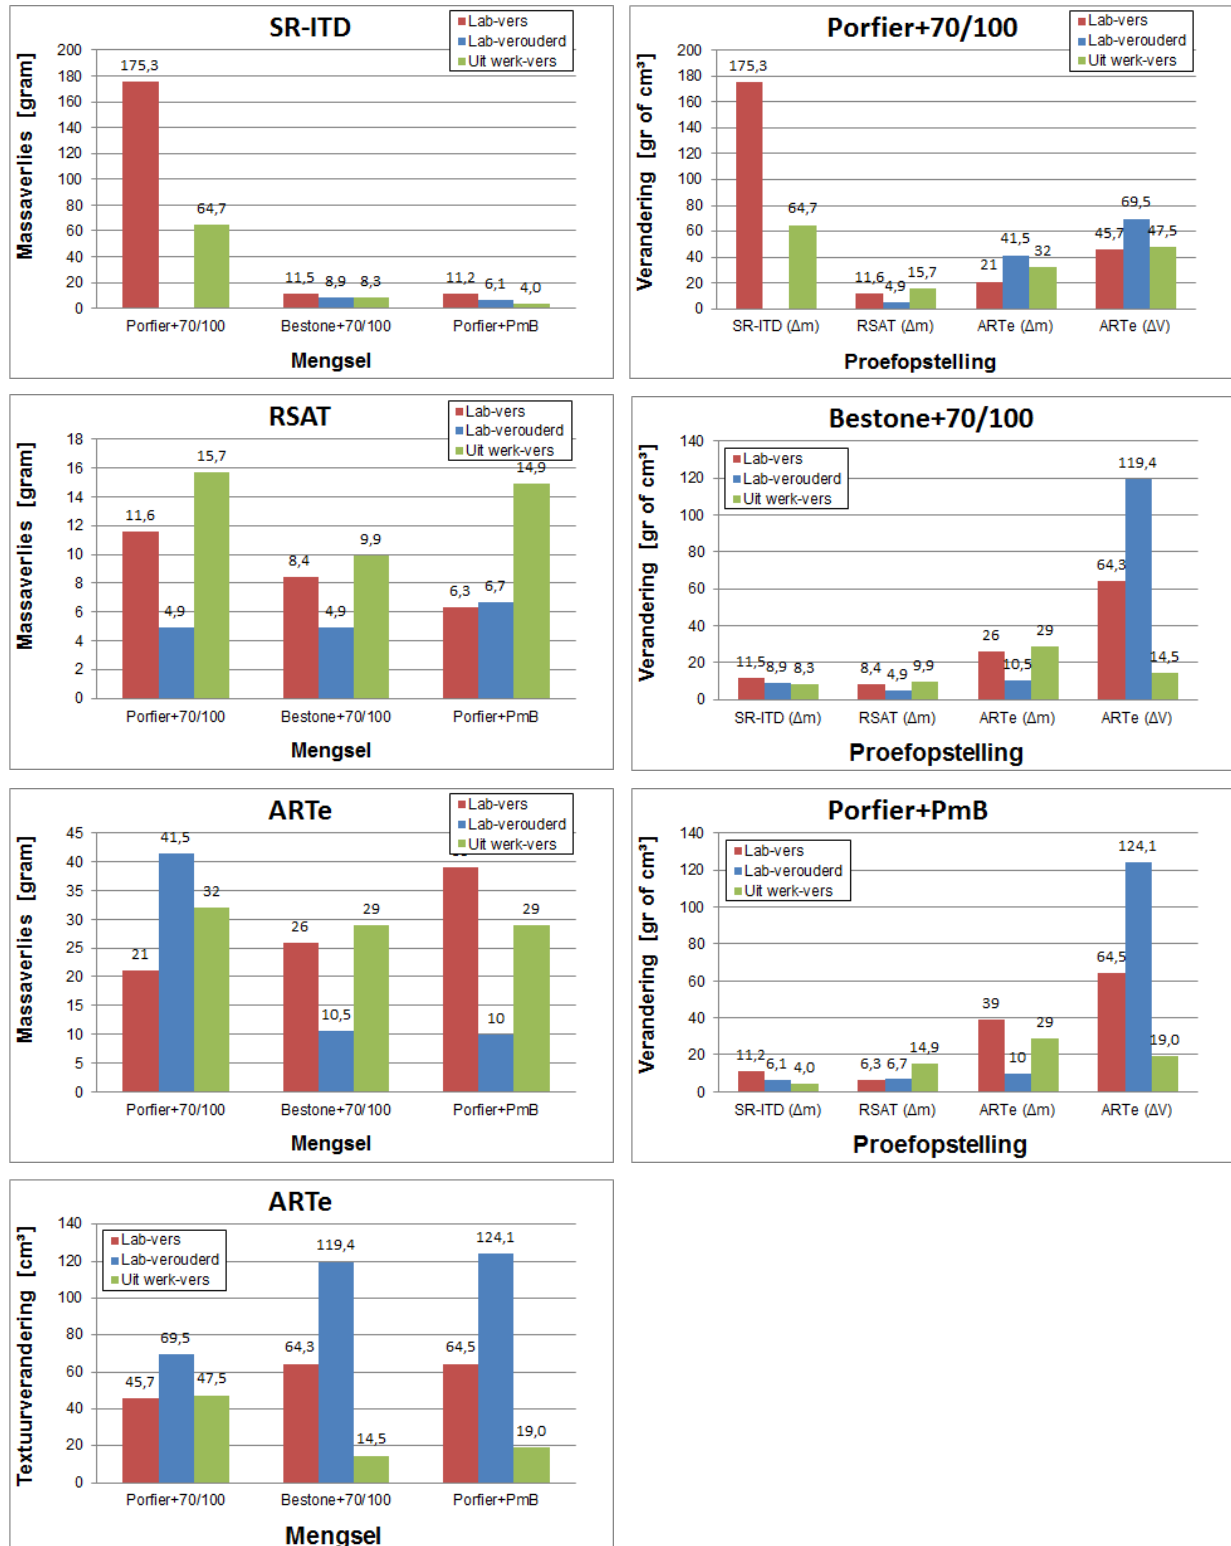 SR-ITD
Lab-vers
Lab-verouderd
Uit werk-vers
Massaverlies [gram]
200
180
160
140
120
100
80
60
40
20
0
175,3
64,7
11,5 8,9 8,3
11,2 6,1 4,0
Porfier+70/100 Bestone+70/100 Porfier+PmB
Mengsel
Porfier+70/100
Lab-vers
Lab-verouderd
Uit werk-vers
Verandering [gr of cm³]
200
180
160
140
120
100
80
60
40
20
0
175,3
64,7
11,6 4,9 15,7
21 41,5 32
45,7 69,5 47,5
SR-ITD (Δm) RSAT (Δm) ARTe (Δm) ARTe (ΔV)
Proefopstelling
RSAT
Lab-vers
Lab-verouderd
Uit werk-vers
Massaverlies [gram]
18
16
14
12
10
8
6
4
2
0
11,6 4,9 15,7
8,4 4,9 9,9
6,3 6,7 14,9
Porfier+70/100 Bestone+70/100 Porfier+PmB
Mengsel
Bestone+70/100
Lab-vers
Lab-verouderd
Uit werk-vers
Verandering [gr of cm³]
140
120
100
80
60
40
20
0
11,5 8,9 8,3
8,4 4,9 9,9
26 10,5 29
64,3 119,4 14,5
SR-ITD (Δm) RSAT (Δm) ARTe (Δm) ARTe (ΔV)
Proefopstelling
ARTe
Lab-vers
Lab-verouderd
Uit werk-vers
Massaverlies [gram]
45
40
35
30
25
20
15
10
5
0
21 41,5 32
26 10,5 29
10 29
Porfier+70/100 Bestone+70/100 Porfier+PmB
Mengsel
Porfier+PmB
Lab-vers
Lab-verouderd
Uit werk-vers
Verandering [gr of cm³]
140
120
100
80
60
40
20
0
11,2 6,1 4,0
6,3 6,7 14,9
39 10 29
64,5 124,1 19,0
SR-ITD (Δm) RSAT (Δm) ARTe (Δm) ARTe (ΔV)
Proefopstelling
ARTe
Lab-vers
Lab-verouderd
Uit werk-vers
Textuurverandering [cm³]
140
120
100
80
60
40
20
0
45,7 69,5 47,5
64,3 119,4 14,5
64,5 124,1 19,0
Porfier+70/100 Bestone+70/100 Porfier+PmB
Mengsel